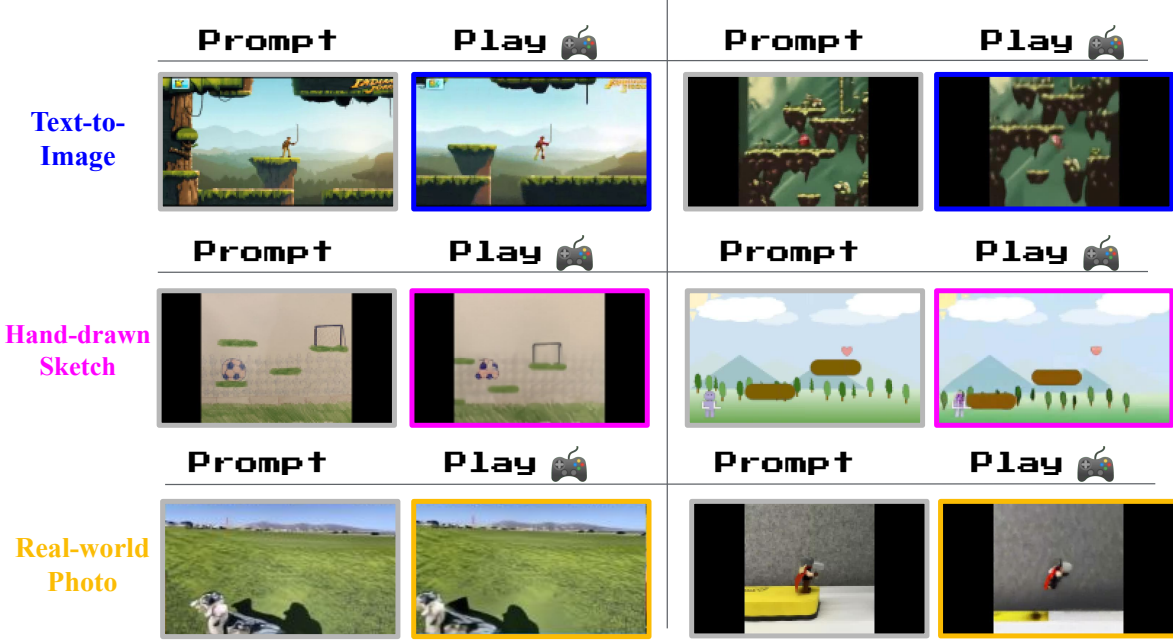 Prompt Play Prompt Play
Text-to-
Image
Prompt Play Prompt Play
Hand-drawn
Sketch
Prompt Play Prompt Play
Real-world
Photo